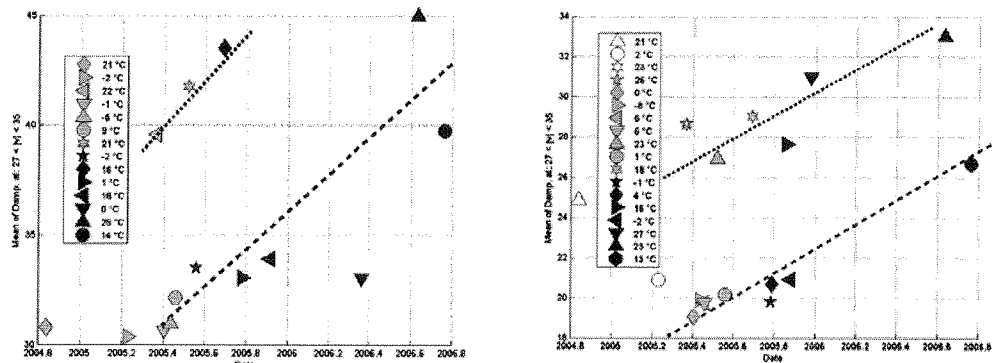 45
40
35
30
Mean of Damp. at: 27 < |v| < 35
21 °C
-2 °C
22 °C
-1 °C
-6 °C
9 °C
21 °C
-2 °C
16 °C
1 °C
16 °C
0 °C
25 °C
14 °C
2004.8 2005 2005.2 2005.4 2005.6 2005.8 2006 2006.2 2006.4 2006.6 2006.8
Date
34
32
30
28
26
24
22
20
18
Mean of Damp. at: 27 < |v| < 35
21 °C
2 °C
23 °C
26 °C
0 °C
-8 °C
6 °C
6 °C
23 °C
1 °C
18 °C
-1 °C
4 °C
16 °C
-2 °C
27 °C
23 °C
13 °C
2004.8 2005 2005.2 2005.4 2005.6 2005.8 2006 2006.2 2006.4 2006.6 2006.8
Date